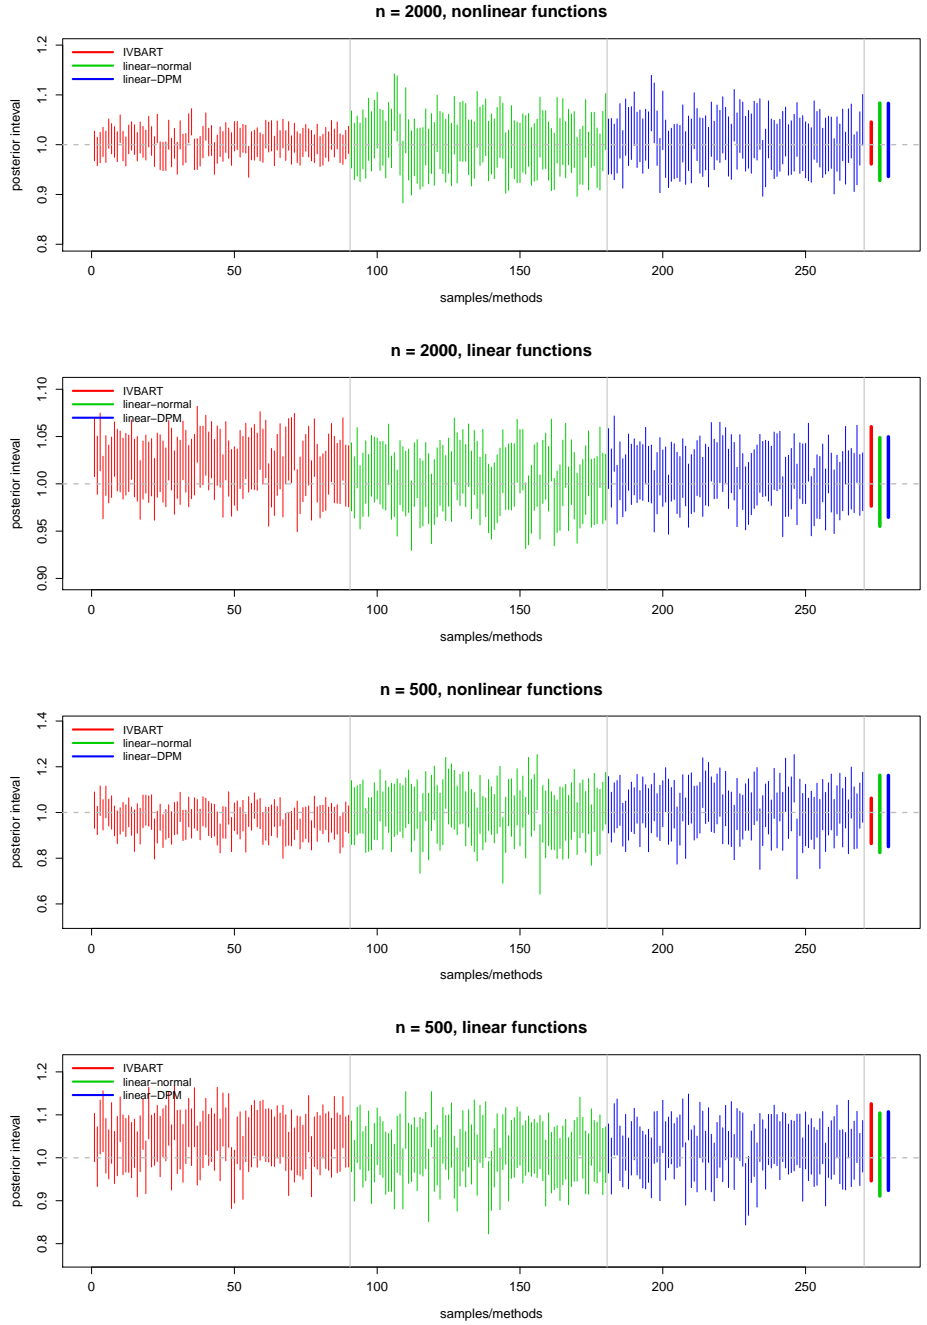 n = 2000, nonlinear functions
1.2
1.1
1.0
0.9
0.8
posterior inteval
IVBART
linear−normal
linear−DPM
0
50
100
150
200
250
samples/methods
n = 2000, linear functions
1.10
1.05
1.00
0.95
0.90
posterior inteval
IVBART
linear−normal
linear−DPM
0
50
100
150
200
250
samples/methods
n = 500, nonlinear functions
1.4
1.2
1.0
0.8
0.6
posterior inteval
IVBART
linear−normal
linear−DPM
0
50
100
150
200
250
samples/methods
n = 500, linear functions
1.2
1.1
1.0
0.9
0.8
posterior inteval
IVBART
linear−normal
linear−DPM
0
50
100
150
200
250
samples/methods